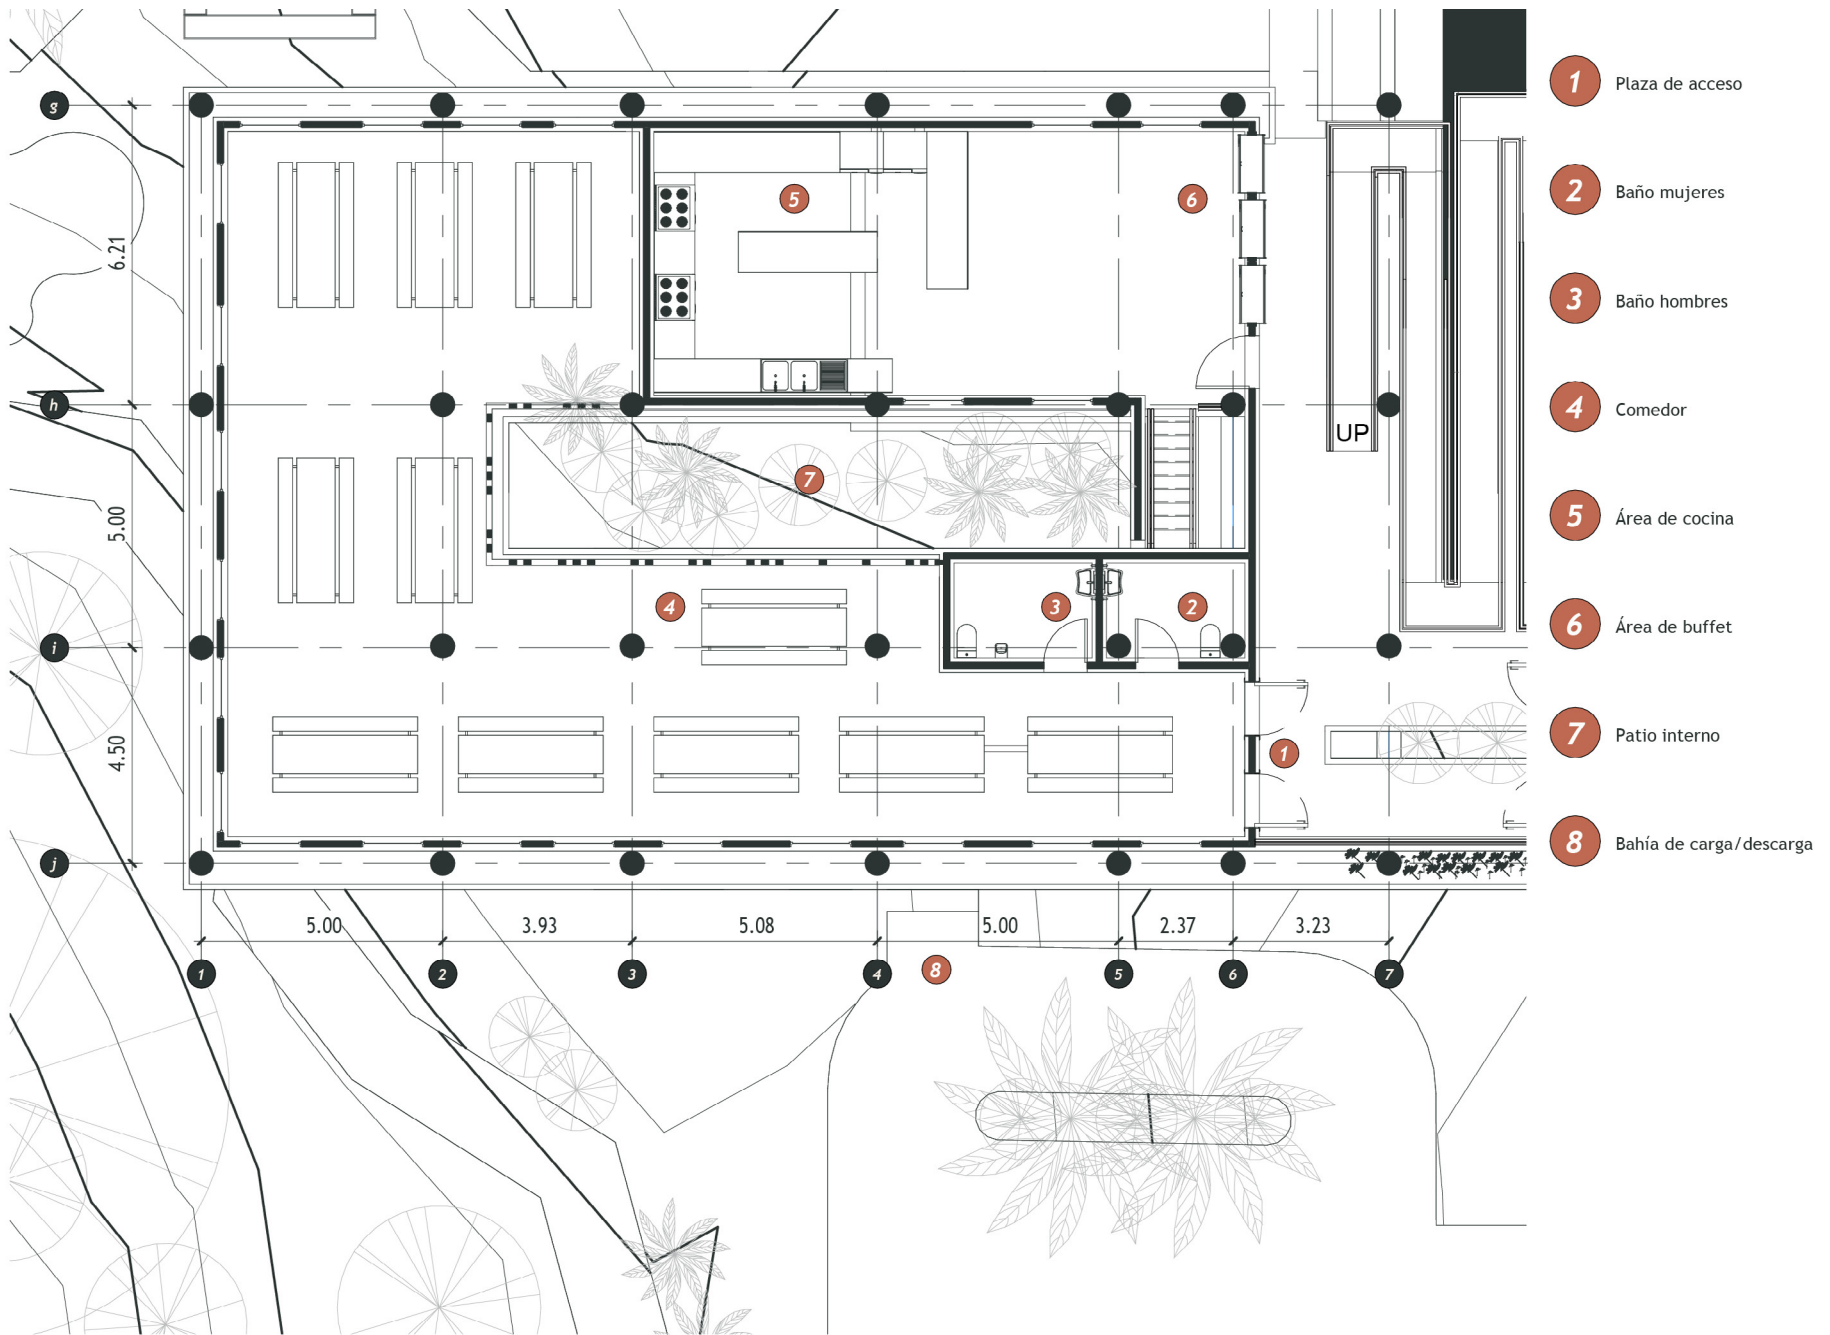 1 Plaza de acceso
2 Baño mujeres
3 Baño hombres
4 Comedor
5 Área de cocina
6 Área de buffet
7 Patio interno
8 Bahía de carga/descarga
g
h
i
j
6.21
5.00
4.50
5
6
7
4
3
2
1
UP
5.00
3.93
5.08
5.00
2.37
3.23
1
2
3
4
8
5
6
7